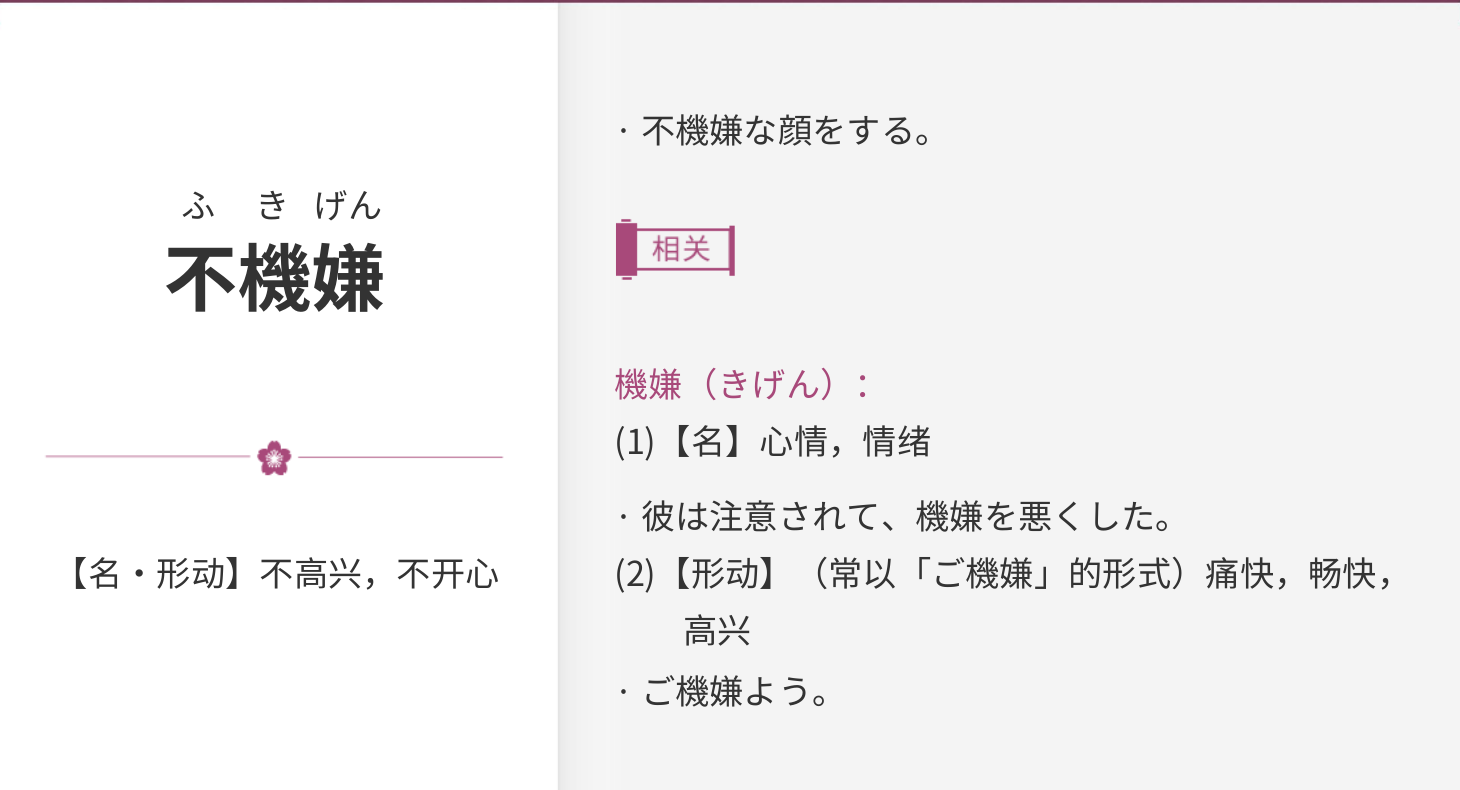 ふ き げん
不機嫌
【名・形动】不高兴，不开心
· 不機嫌な顔をする。
相关
機嫌（きげん）：
(1)【名】心情，情绪
· 彼は注意されて、機嫌を悪くした。
(2)【形动】（常以「ご機嫌」的形式）痛快，畅快，
高兴
· ご機嫌よう。